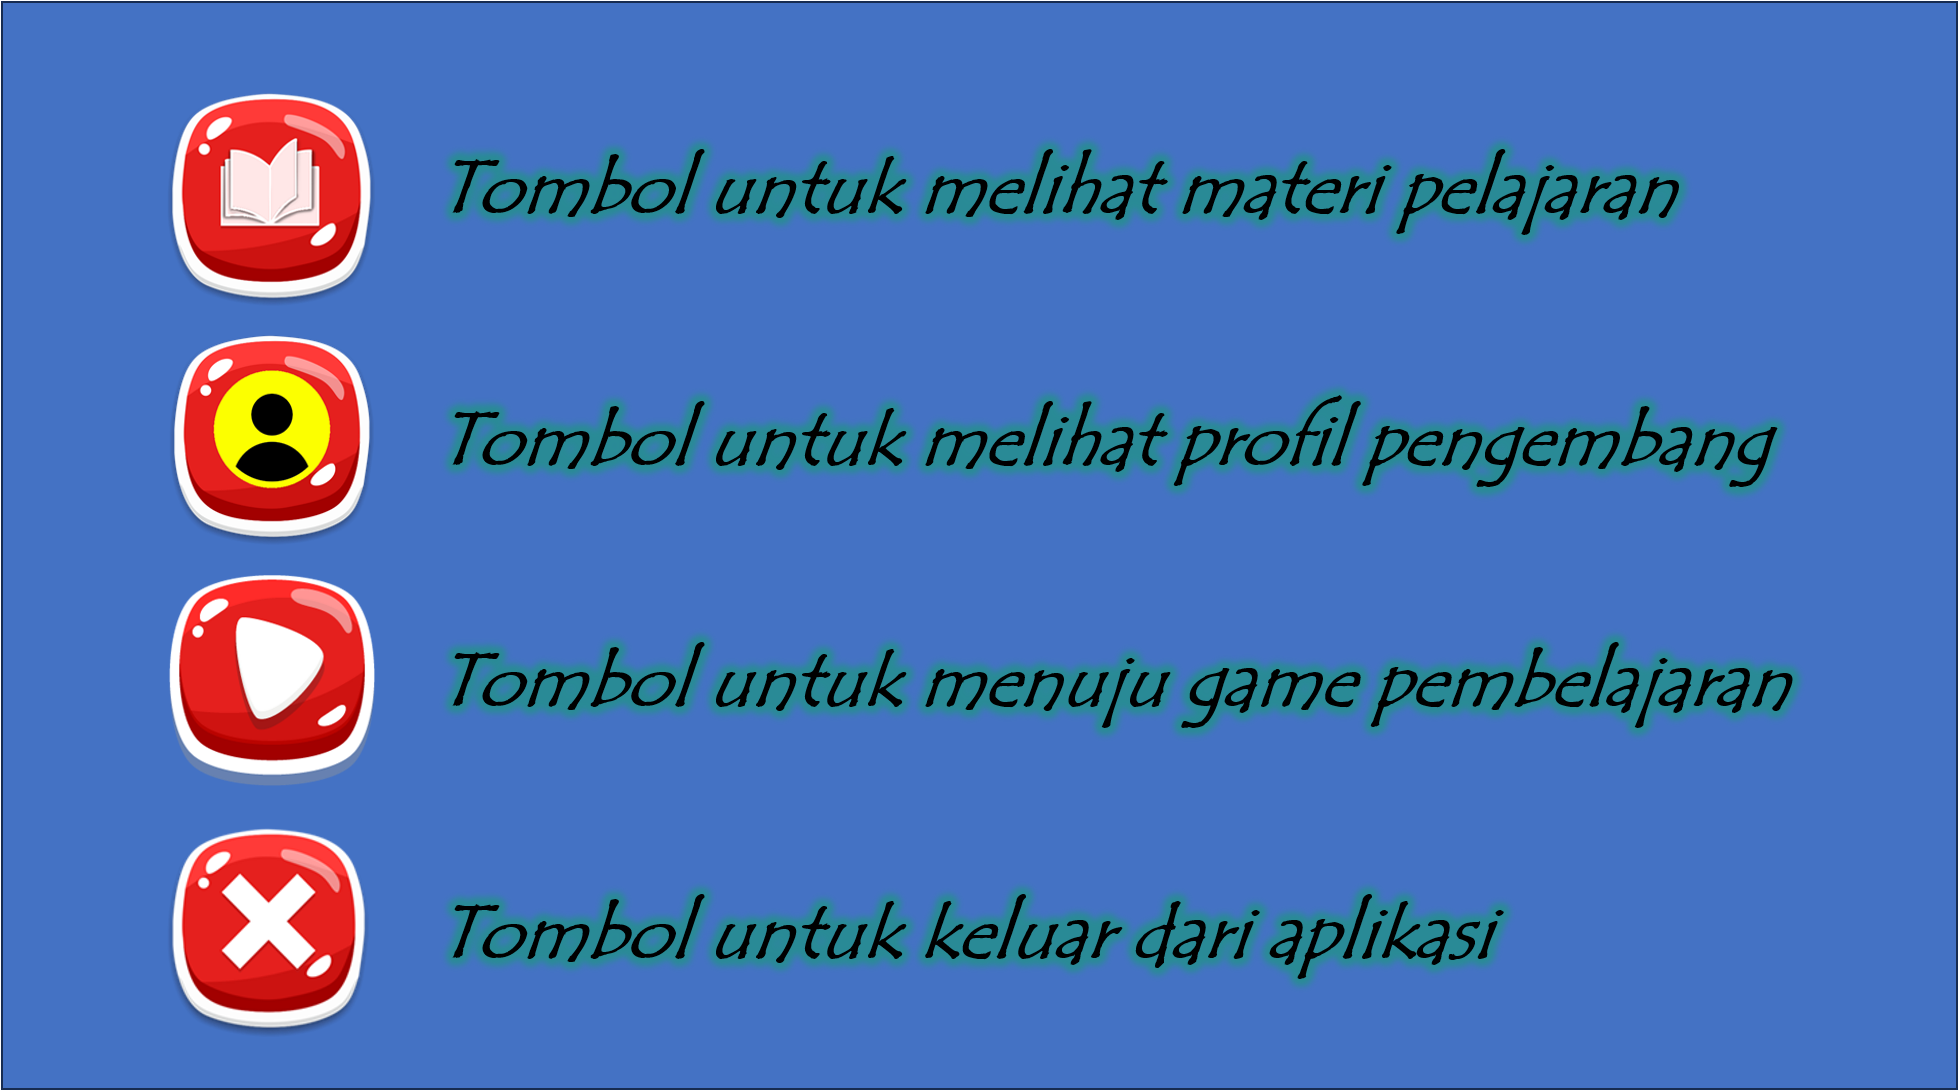 Tombol untuk melihat materi pelajaran
Tombol untuk melihat profil pengembang
Tombol untuk menuju game pembelajaran
Tombol untuk keluar dari aplikasi